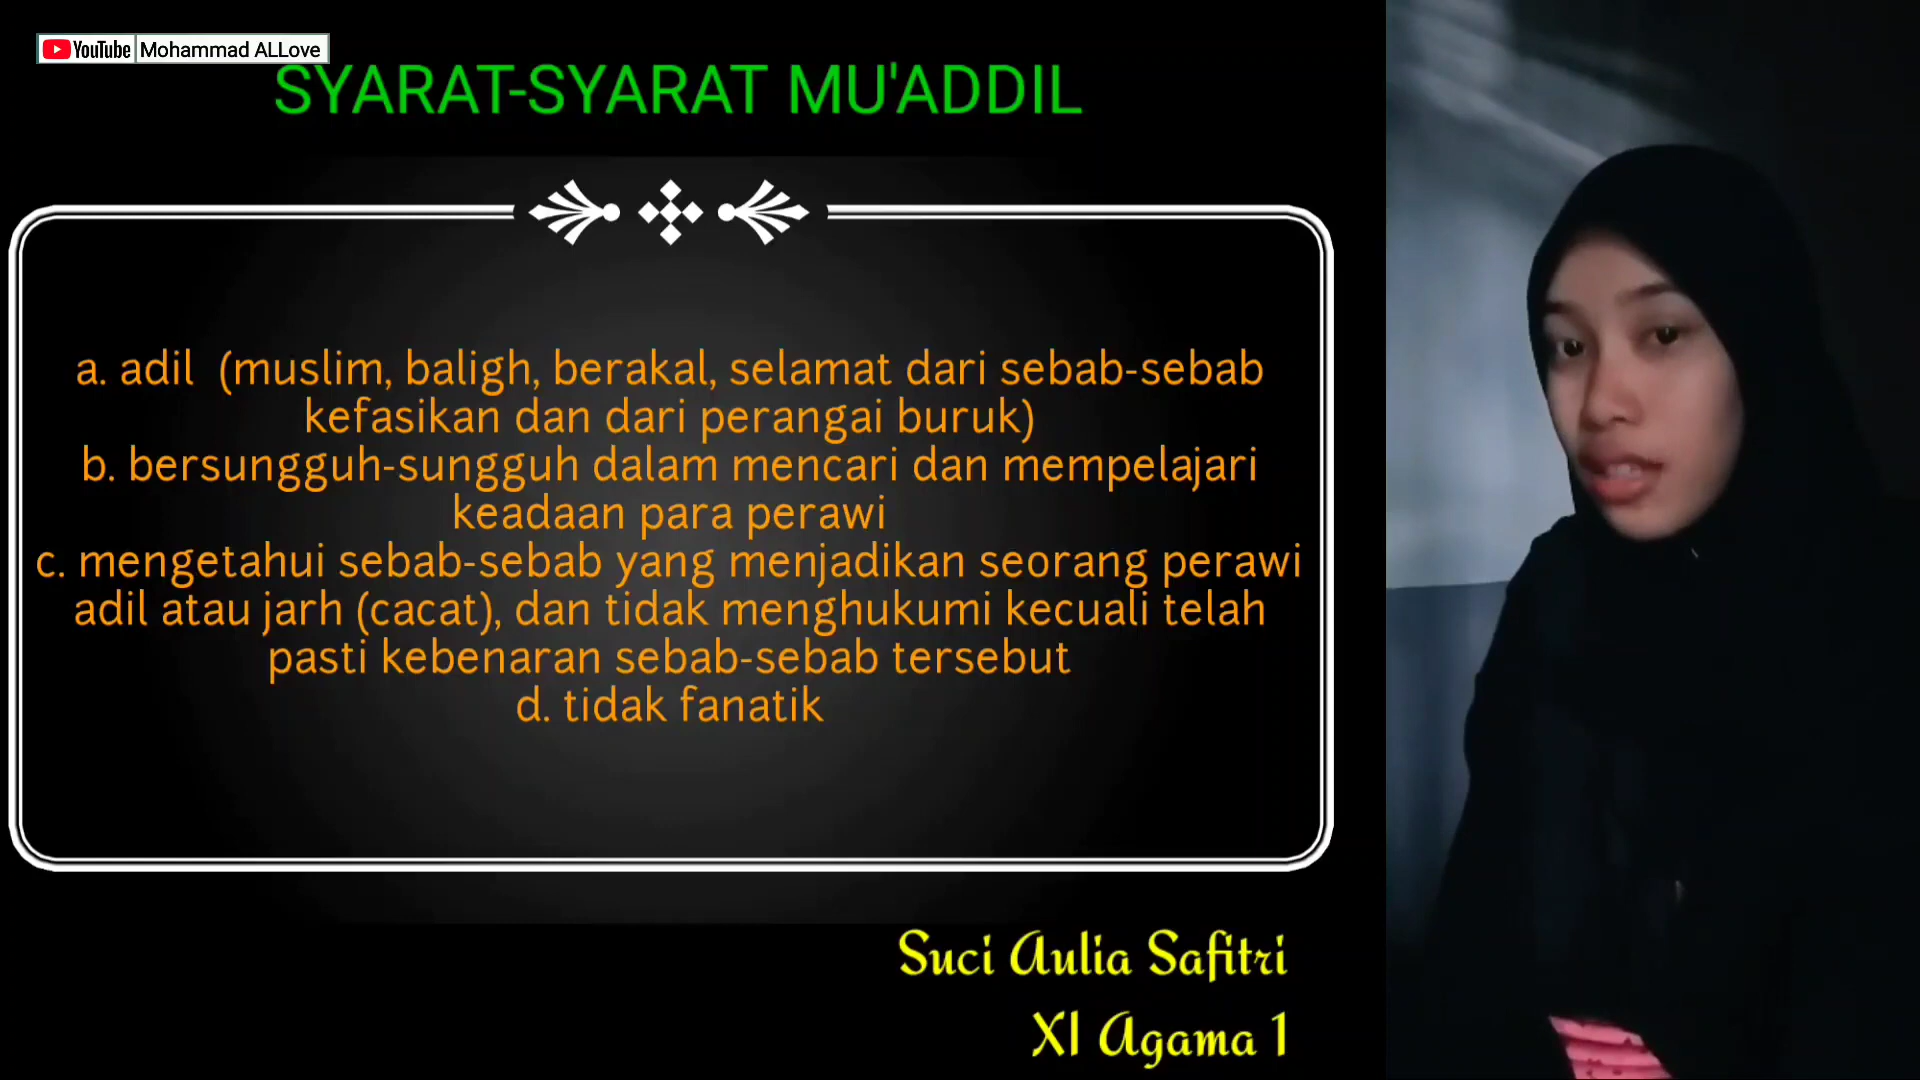 YouTube Mohammad ALLove
SYARAT-SYARAT MU'ADDIL
a. adil (muslim, baligh, berakal, selamat dari sebab-sebab
kefasikan dan dari perangai buruk)
b. bersungguh-sungguh dalam mencari dan mempelajari
keadaan para perawi
c. mengetahui sebab-sebab yang menjadikan seorang perawi
adil atau jarh (cacat), dan tidak menghukumi kecuali telah
pasti kebenaran sebab-sebab tersebut
d. tidak fanatik
Suci Aulia Safitri
XI Agama 1